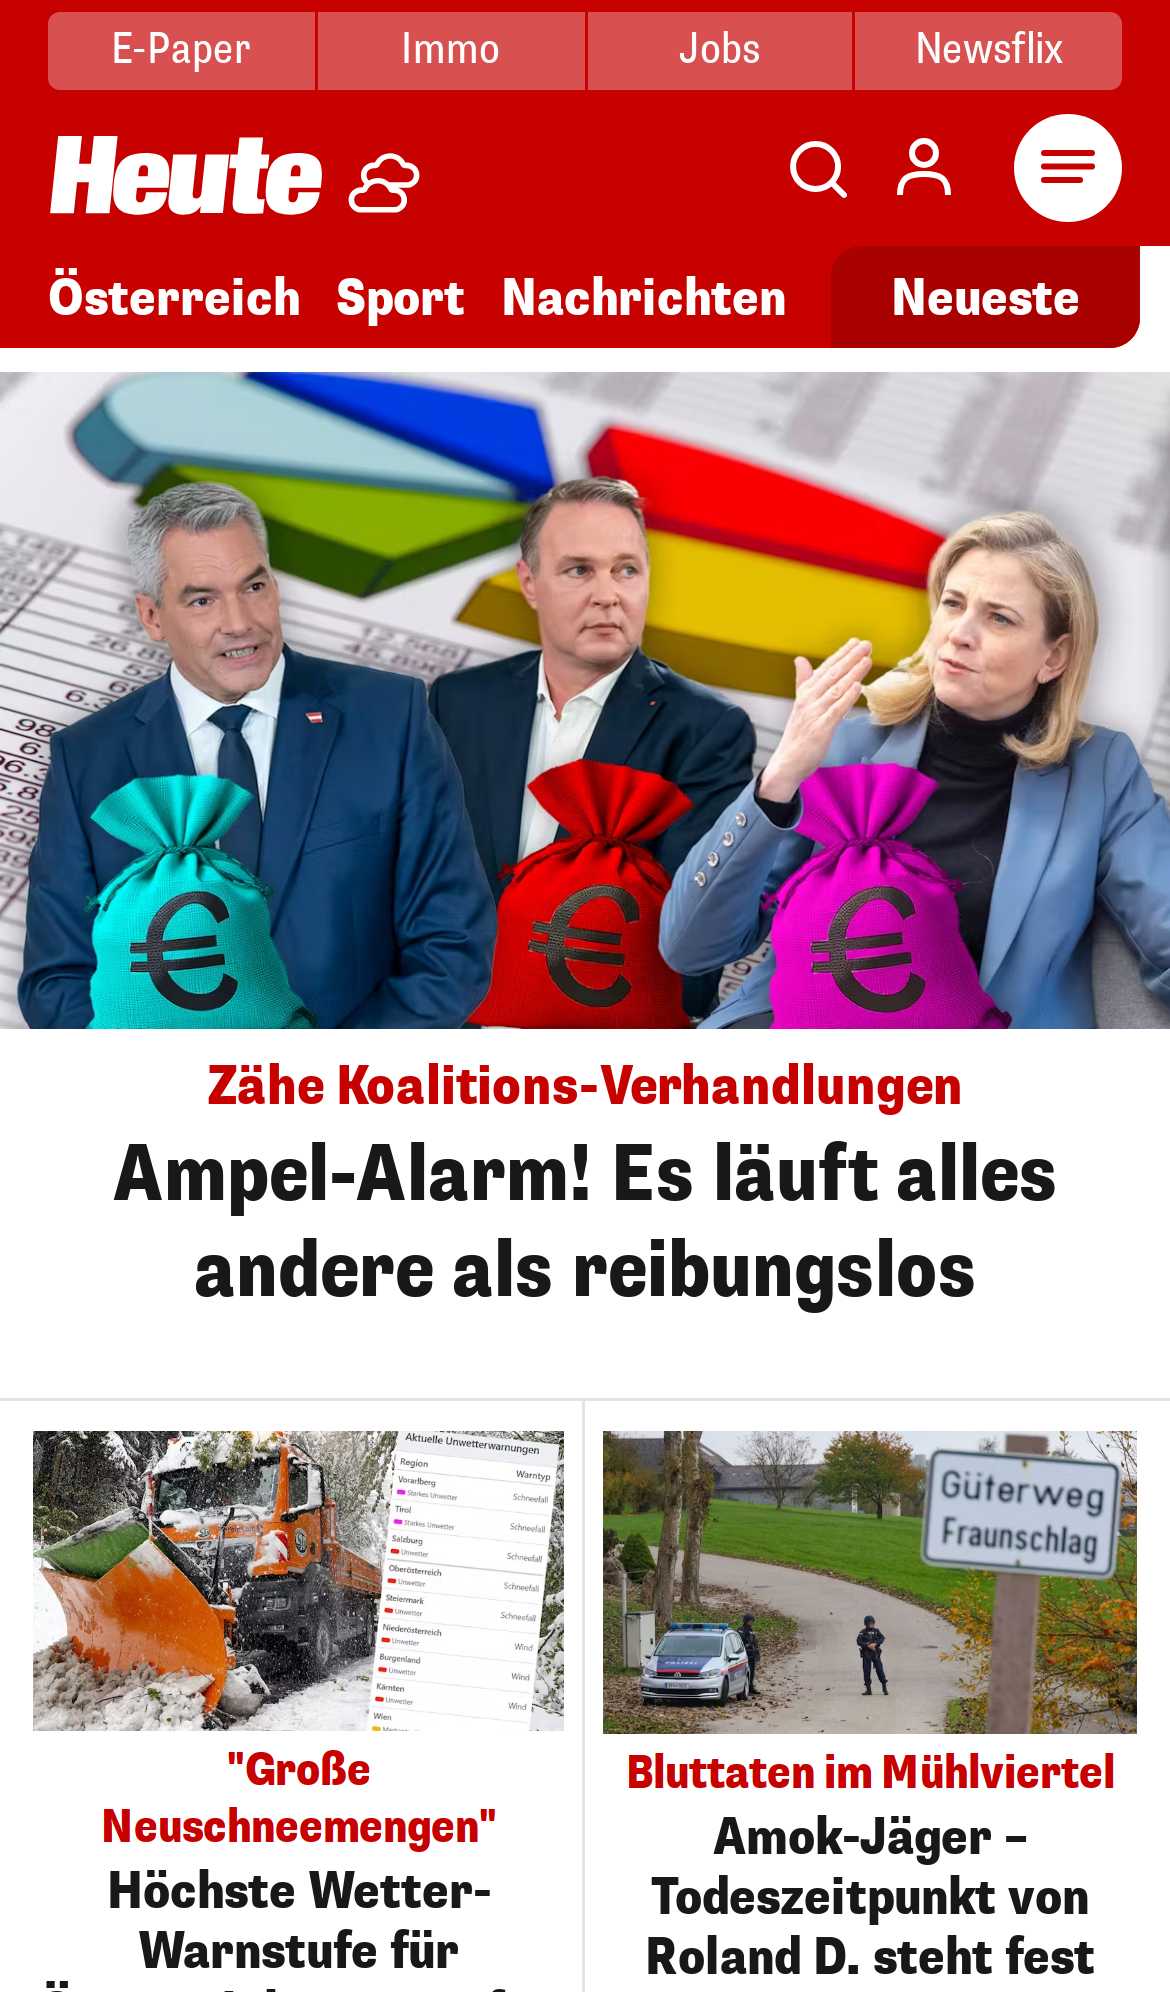 E-Paper
Immo
Jobs
Newsflix
Heute
Österreich
Sport
Nachrichten
Neueste
€
€
€
Zähe Koalitions-Verhandlungen
Ampel-Alarm! Es läuft alles
andere als reibungslos
Aktuelle Unwetterwarnungen
Region Warntyp
Vorarlberg
Starkes Unwetter Schneefall
Tirol
Starkes Unwetter Schneefall
Salzburg
Unwetter Schneefall
Oberösterreich
Unwetter Schneefall
Steiermark
Unwetter Schneefall
Niederösterreich
Unwetter Wind
Burgenland
Unwetter Wind
Kärnten
Unwetter Wind
Wien
"Große
Neuschneemengen"
Höchste Wetter-
Warnstufe für
Güterweg
Fraunschlag
POLIZEI
Bluttaten im Mühlviertel
Amok-Jäger –
Todeszeitpunkt von
Roland D. steht fest